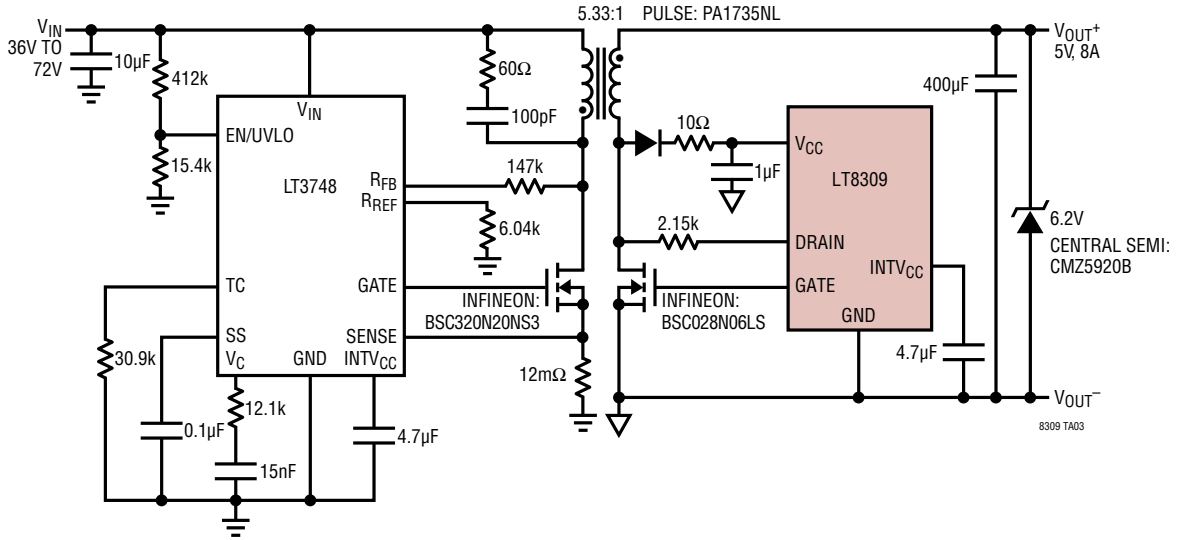 5.33:1 PULSE: PA1735NL
VIN
36V TO
72V
10µF
412k
15.4k
60Ω
100pF
VIN
EN/UVLO
LT3748
RFB
RREF
147k
6.04k
TC
GATE
SS
VC
GND
SENSE
INTVCC
INFINEON:
BSC320N20NS3
12mΩ
30.9k
0.1µF
12.1k
15nF
4.7µF
10Ω
1µF
2.15k
INFINEON:
BSC028N06LS
VCC
LT8309
DRAIN
INTVCC
GATE
GND
4.7µF
400µF
VOUT+
5V, 8A
6.2V
CENTRAL SEMI:
CMZ5920B
VOUT–
8309 TA03